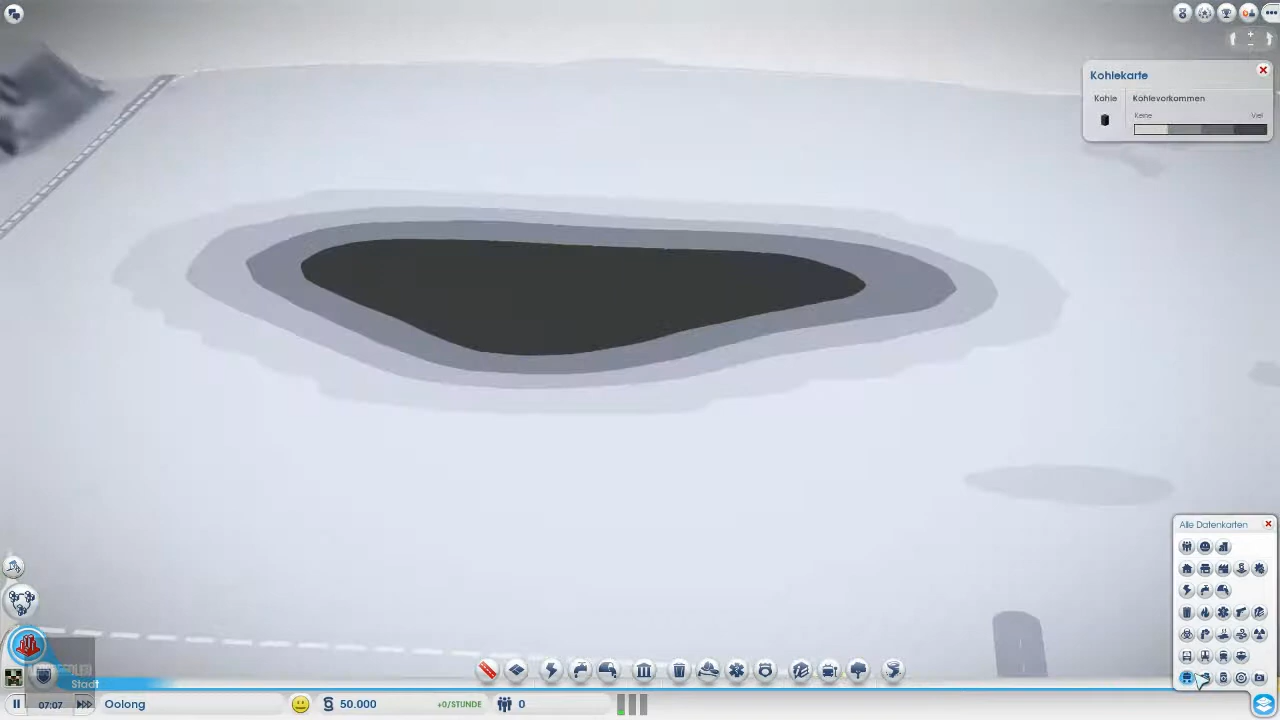 Kohlekarte
Kohle
Kohlevorkommen
Keine
Viel
Alle Datenkarten
Stadt
07:07
Oolong
50.000
+0/STUNDE
0